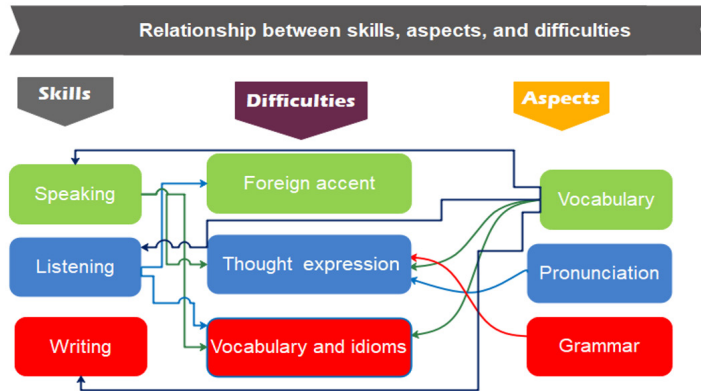 Relationship between skills, aspects, and difficulties
Skills
Difficulties
Aspects
Speaking
Foreign accent
Vocabulary
Listening
Thought expression
Pronunciation
Writing
Vocabulary and idioms
Grammar